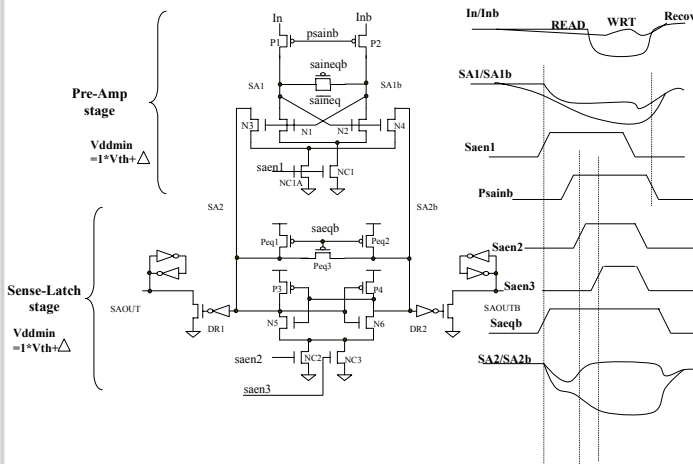 In
Inb
psainb
P1
P2
saineqb
SA1
SA1b
saineq
Pre-Amp
stage
Vddmin
=1*Vth+△
N3
N1
N2
N4
saen1
NC1A
NC1
SA2
SA2b
saeqb
Peq1
Peq2
Peq3
Sense-Latch
stage
Vddmin
=1*Vth+△
P3
P4
SAOUT
SAOUTB
DR1
N5
N6
DR2
saen2
NC2
NC3
saen3
In/Inb
READ
WRT
Recov
SA1/SA1b
Saen1
Psainb
Saen2
Saen3
Saeqb
SA2/SA2b